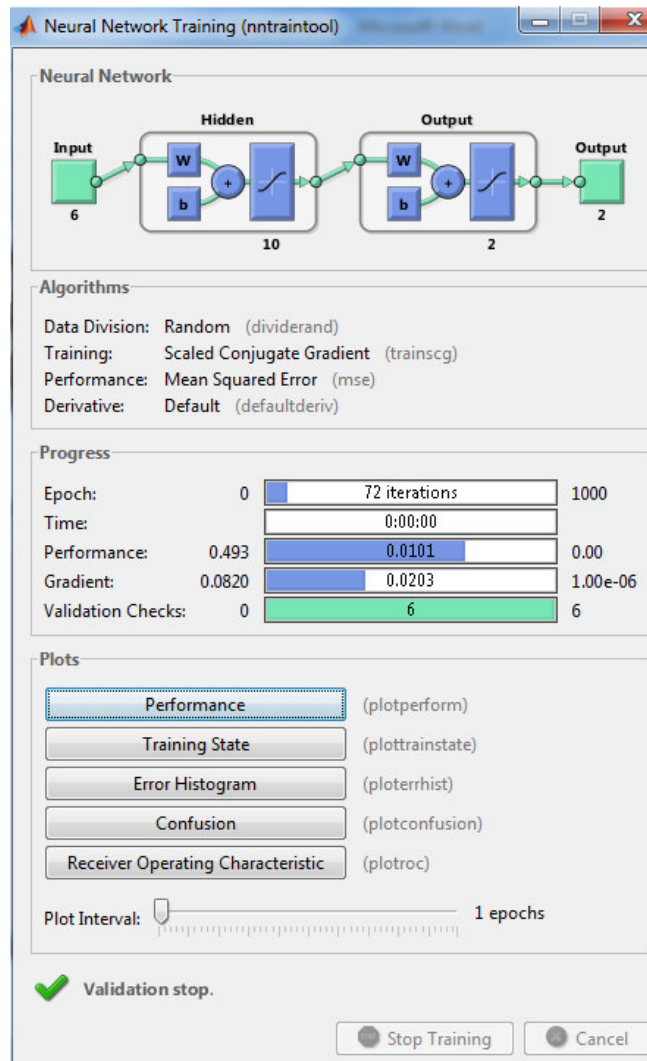 Neural Network Training (nntraintool)
Neural Network
Hidden Output
Input Output
W b + W b +
6 10 2 2
Algorithms
Data Division: Random (dividerand)
Training: Scaled Conjugate Gradient (trainscg)
Performance: Mean Squared Error (mse)
Derivative: Default (defaultderiv)
Progress
Epoch: 0 72 iterations 1000
Time: 0:00:00
Performance: 0.493 0.0101 0.00
Gradient: 0.0820 0.0203 1.00e-06
Validation Checks: 0 6 6
Plots
Performance (plotperform)
Training State (plottrainstate)
Error Histogram (ploterrhist)
Confusion (plotconfusion)
Receiver Operating Characteristic (plotroc)
Plot Interval: 1 epochs
Validation stop.
Stop Training Cancel